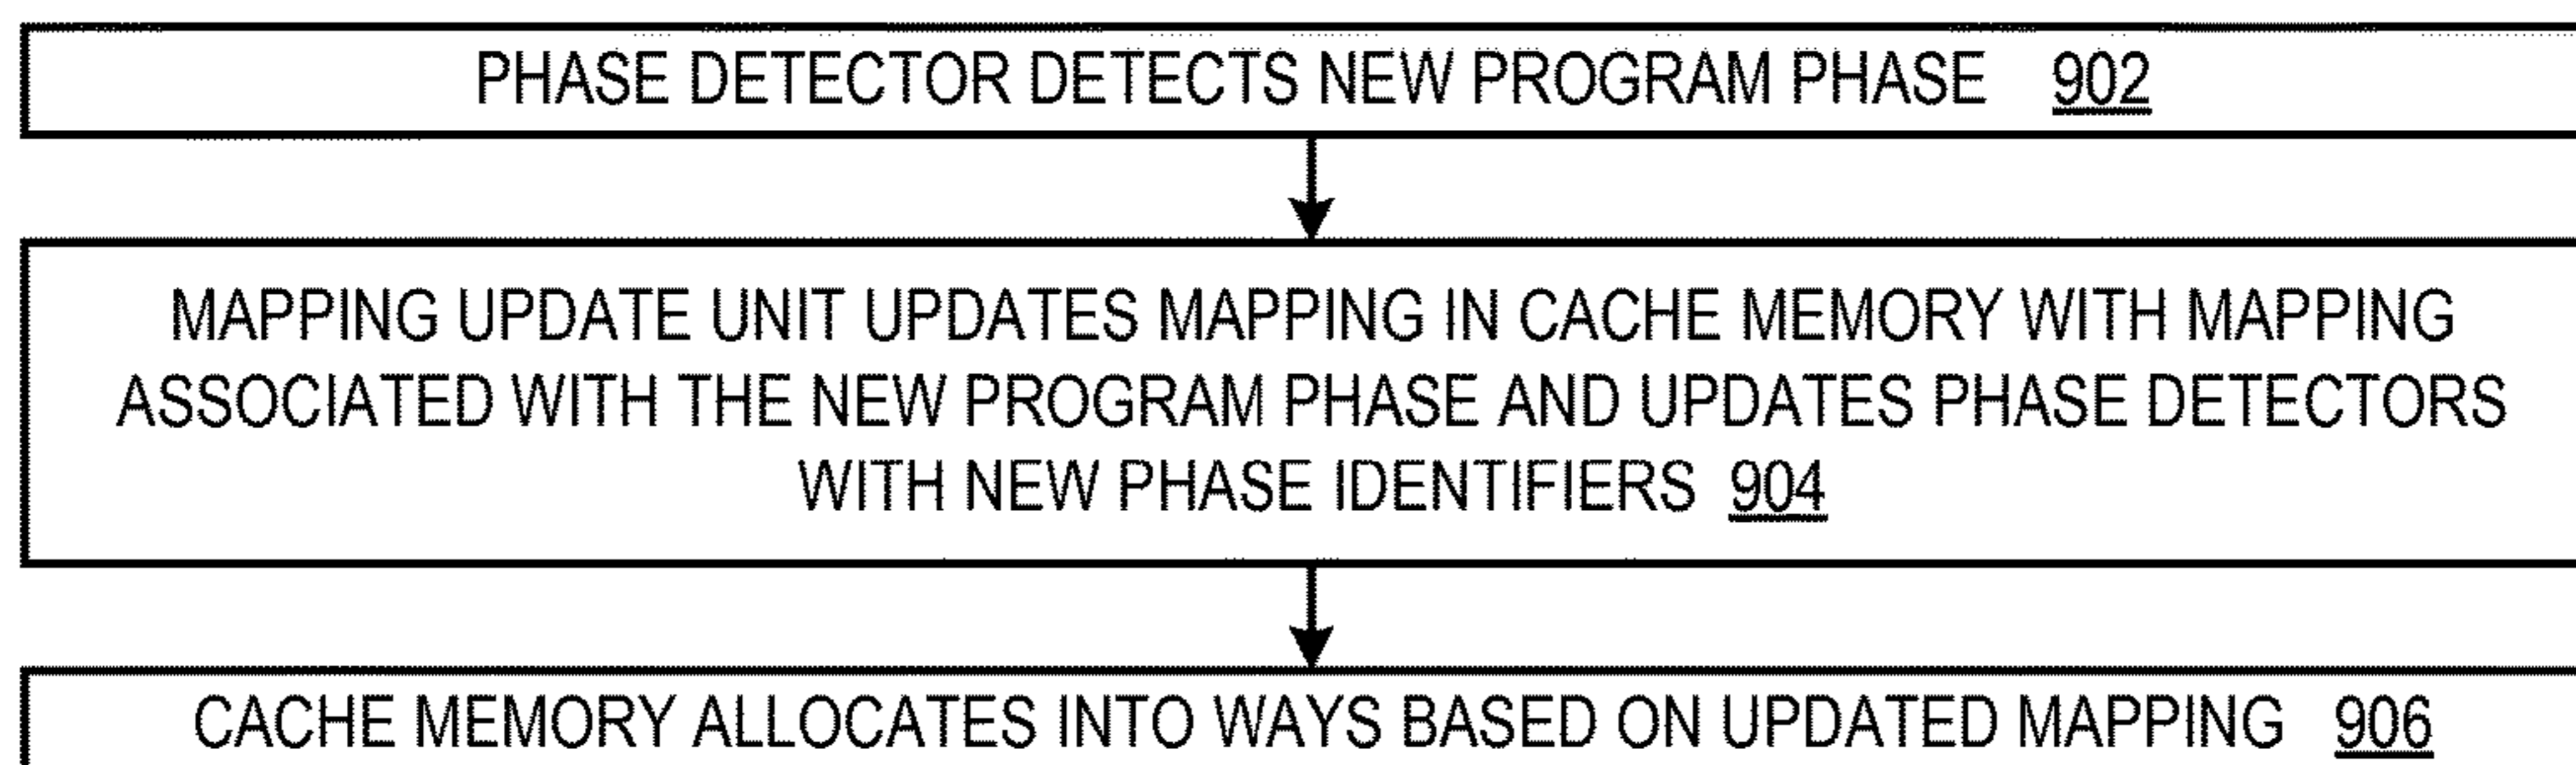 PHASE DETECTOR DETECTS NEW PROGRAM PHASE 902
MAPPING UPDATE UNIT UPDATES MAPPING IN CACHE MEMORY WITH MAPPING
ASSOCIATED WITH THE NEW PROGRAM PHASE AND UPDATES PHASE DETECTORS
WITH NEW PHASE IDENTIFIERS 904
CACHE MEMORY ALLOCATES INTO WAYS BASED ON UPDATED MAPPING 906